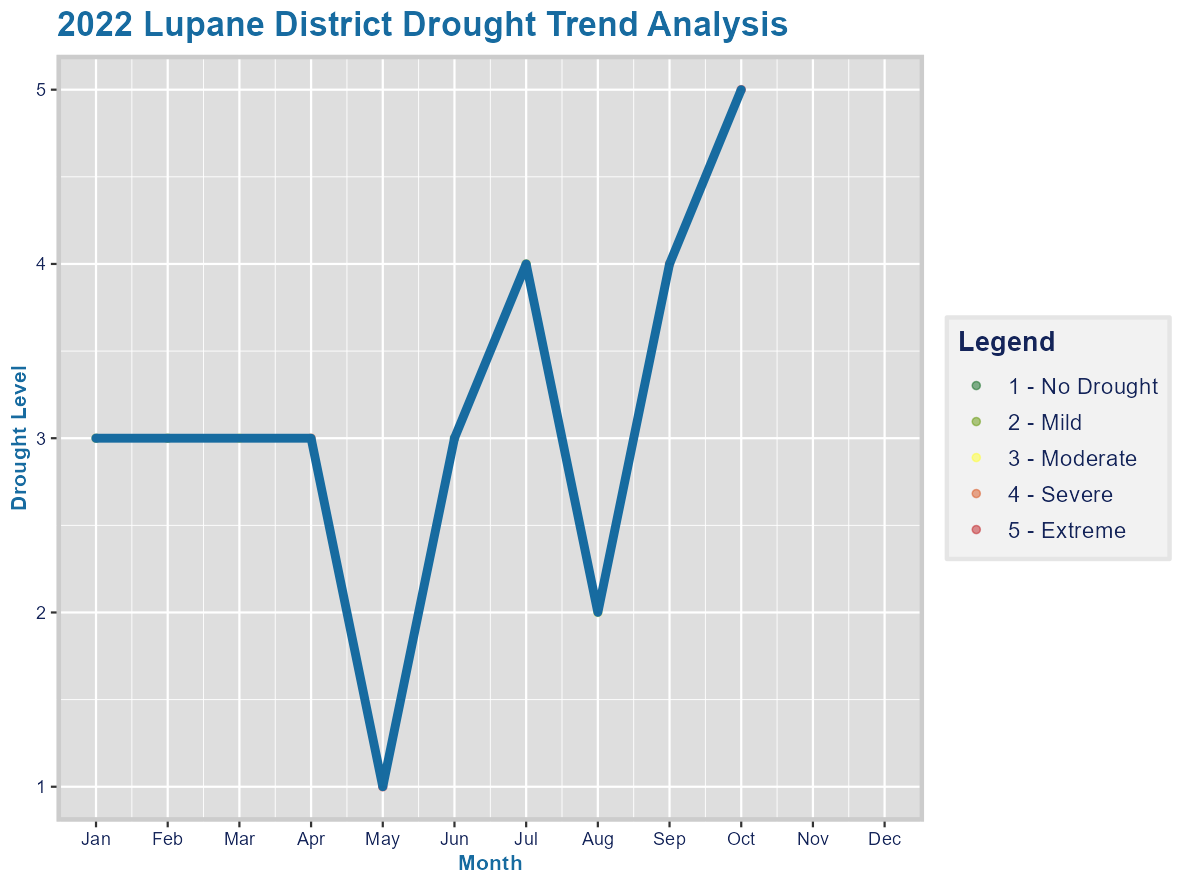 2022 Lupane District Drought Trend Analysis
Drought Level
5
4
3
2
1
Jan Feb Mar Apr May Jun Jul Aug Sep Oct Nov Dec
Month
Legend
1 - No Drought
2 - Mild
3 - Moderate
4 - Severe
5 - Extreme